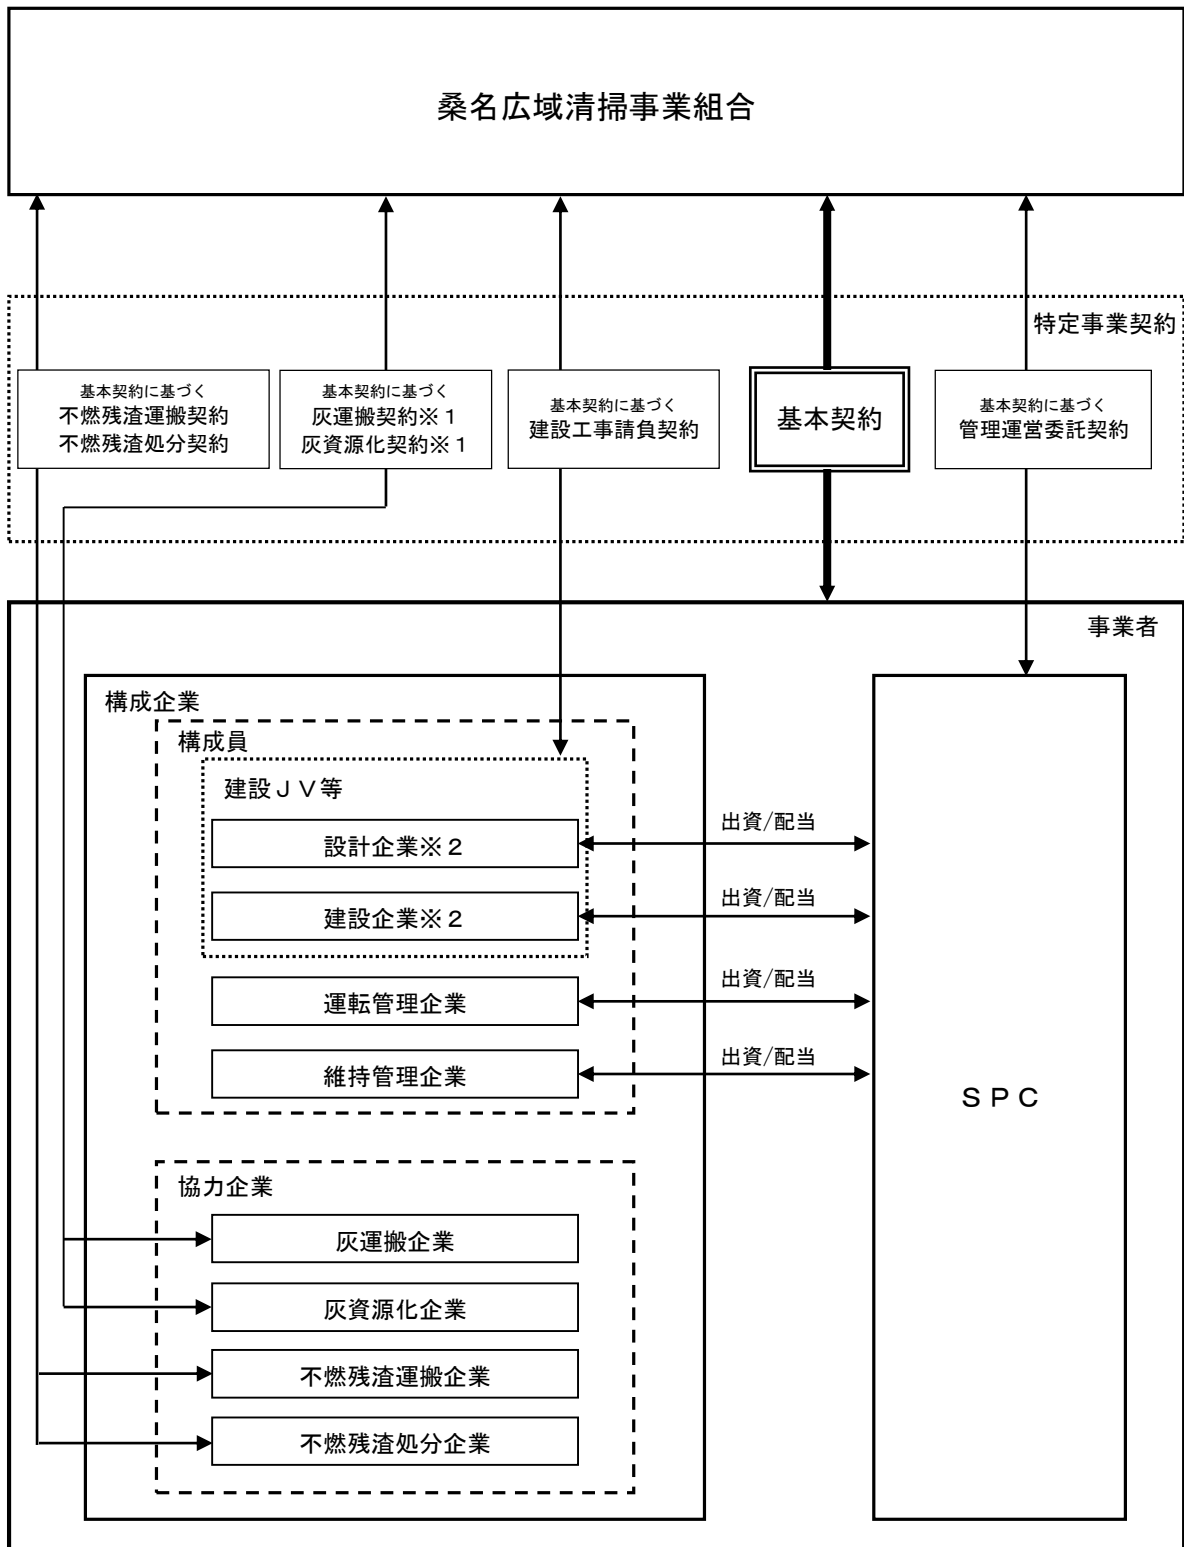 桑名広域清掃事業組合
特定事業契約
基本契約に基づく
不燃残渣運搬契約
不燃残渣処分契約
基本契約に基づく
灰運搬契約※１
灰資源化契約※１
基本契約に基づく
建設工事請負契約
基本契約
基本契約に基づく
管理運営委託契約
事業者
構成企業
構成員
建設ＪＶ等
設計企業※２
出資/配当
建設企業※２
出資/配当
運転管理企業
出資/配当
維持管理企業
出資/配当
ＳＰＣ
協力企業
灰運搬企業
灰資源化企業
不燃残渣運搬企業
不燃残渣処分企業